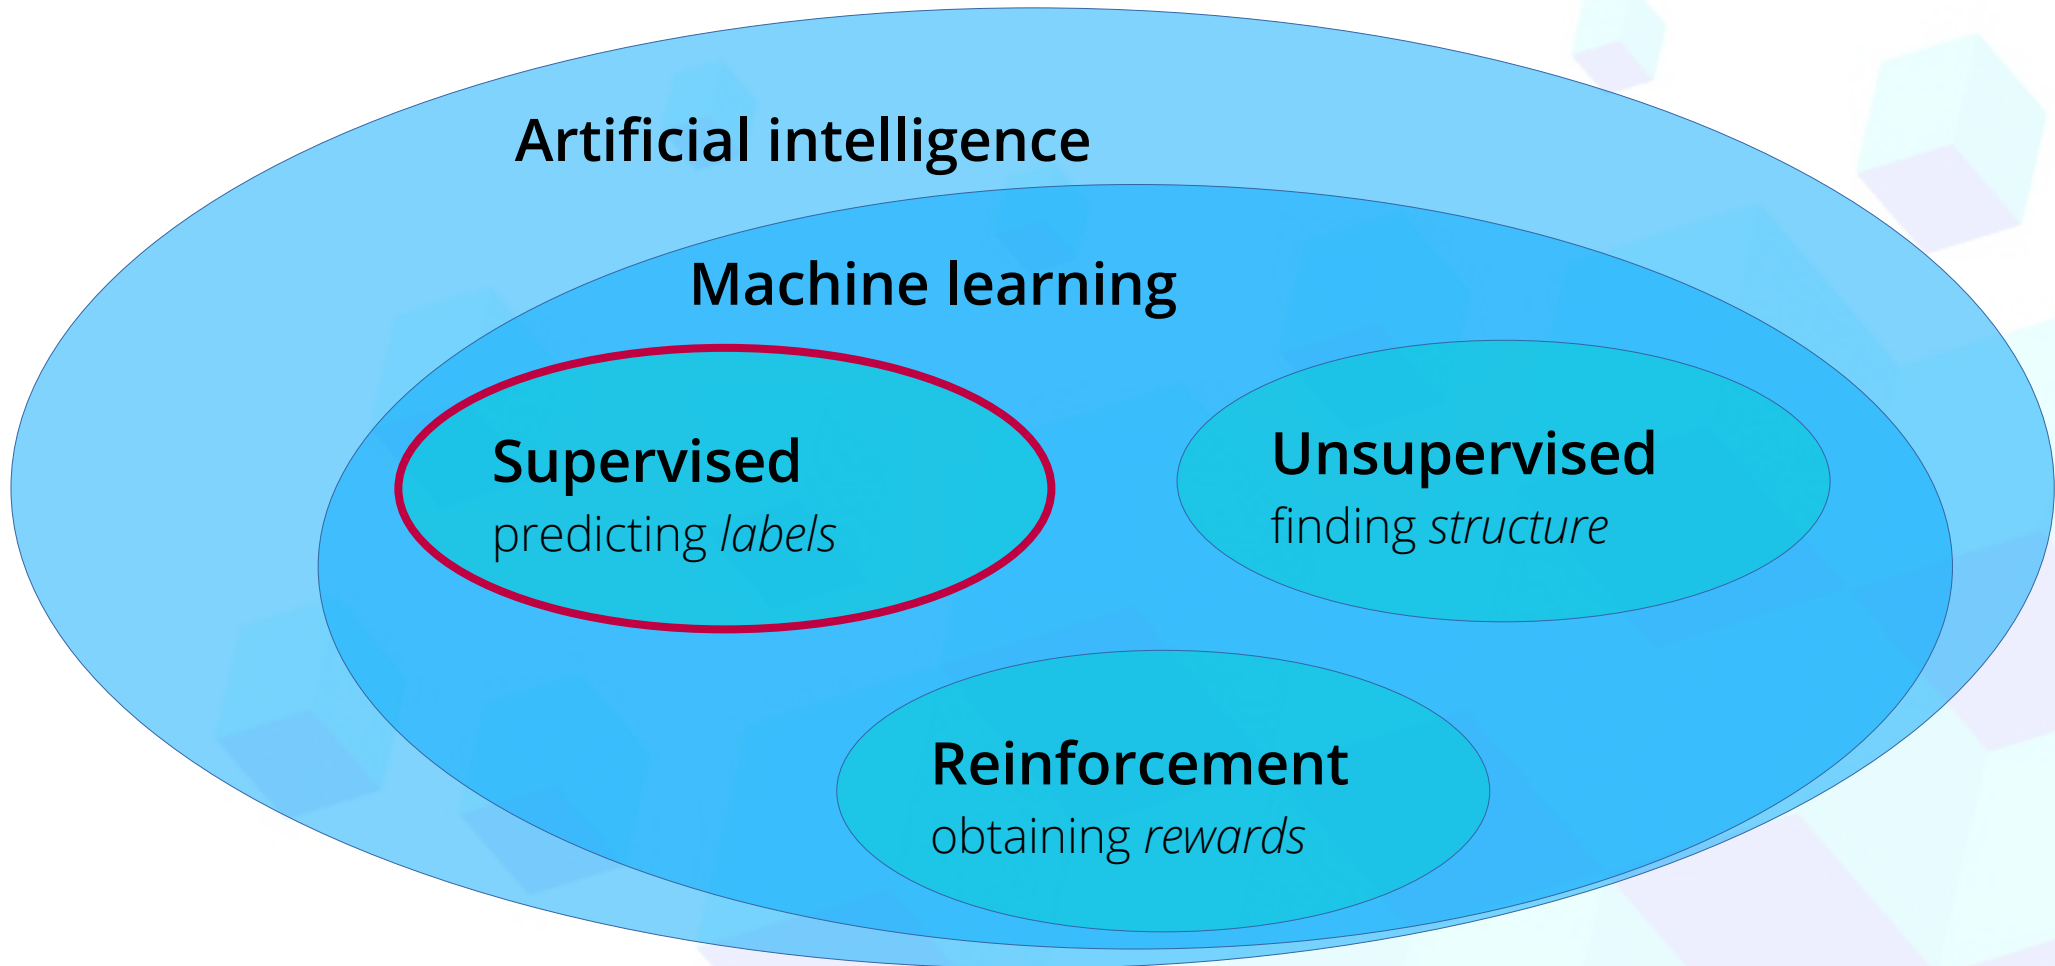 Artificial intelligence
Machine learning
Supervised
predicting labels
Unsupervised
finding structure
Reinforcement
obtaining rewards